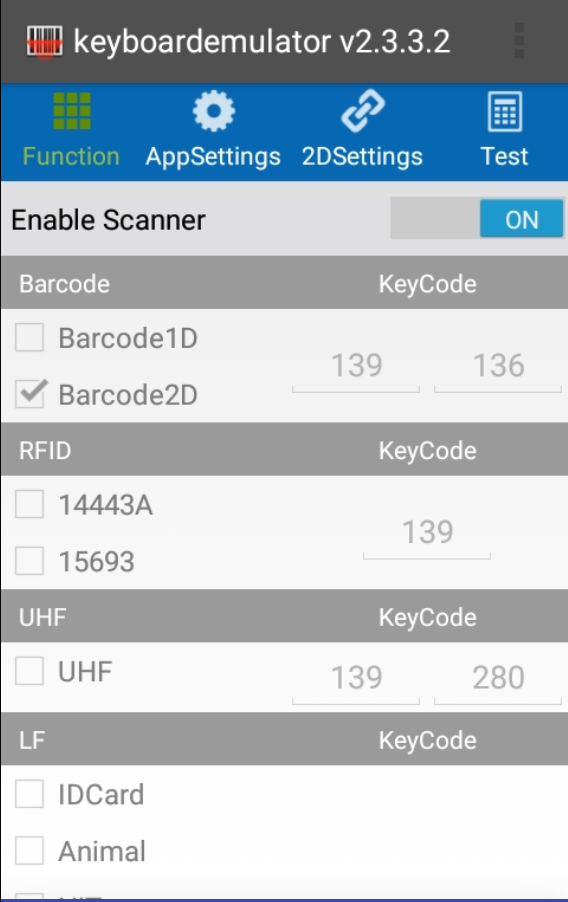 keyboardemulator v2.3.3.2
Function AppSettings 2DSettings Test
Enable Scanner ON
Barcode KeyCode
Barcode1D
139 136
Barcode2D
RFID KeyCode
14443A
139
15693
UHF KeyCode
UHF 139 280
LF KeyCode
IDCard
Animal